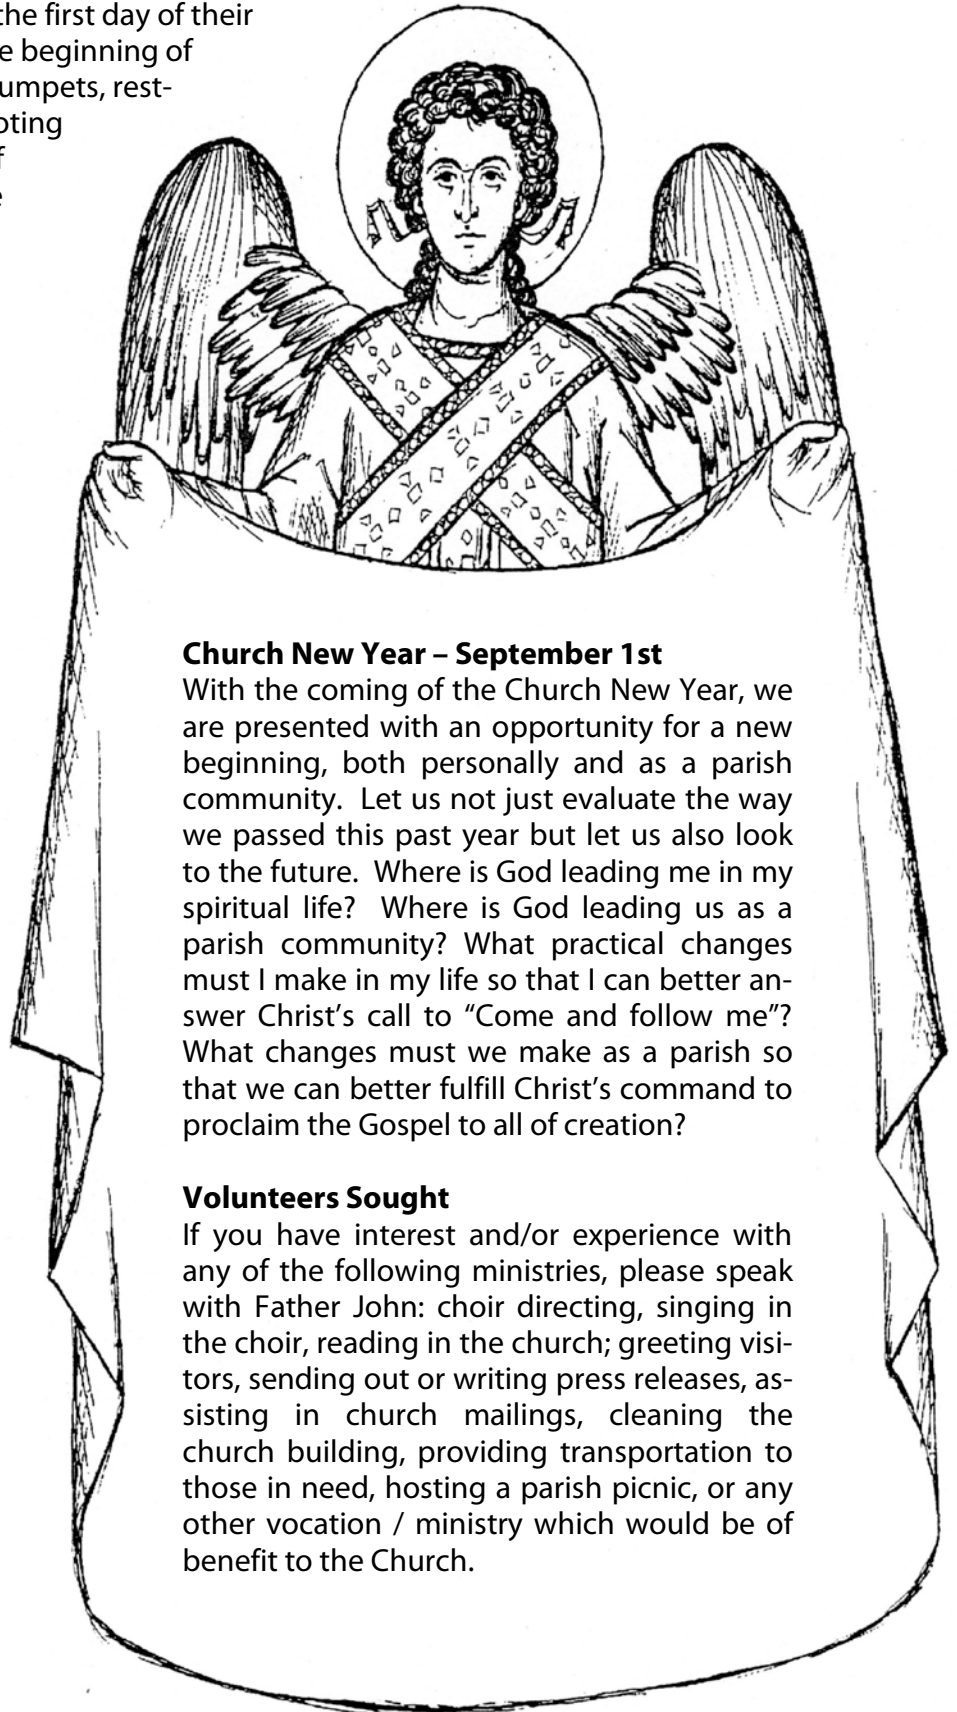 the first day of their
beginning of
rest-
Church New Year – September 1st
With the coming of the Church New Year, we
are presented with an opportunity for a new
beginning, both personally and as a parish
community.  Let us not just evaluate the way
we passed this past year but let us also look
to the future.  Where is God leading me in my
spiritual life?  Where is God leading us as a
parish community? What practical changes
must I make in my life so that I can better an-
swer Christ’s call to “Come and follow me”?
What changes must we make as a parish so
that we can better fulfill Christ’s command to
proclaim the Gospel to all of creation?
Volunteers Sought
If you have interest and/or experience with
any of the following ministries, please speak
with Father John: choir directing, singing in
the choir, reading in the church; greeting visi-
tors, sending out or writing press releases, as-
sisting in church mailings, cleaning the
church building, providing transportation to
those in need, hosting a parish picnic, or any
other vocation / ministry which would be of
benefit to the Church.